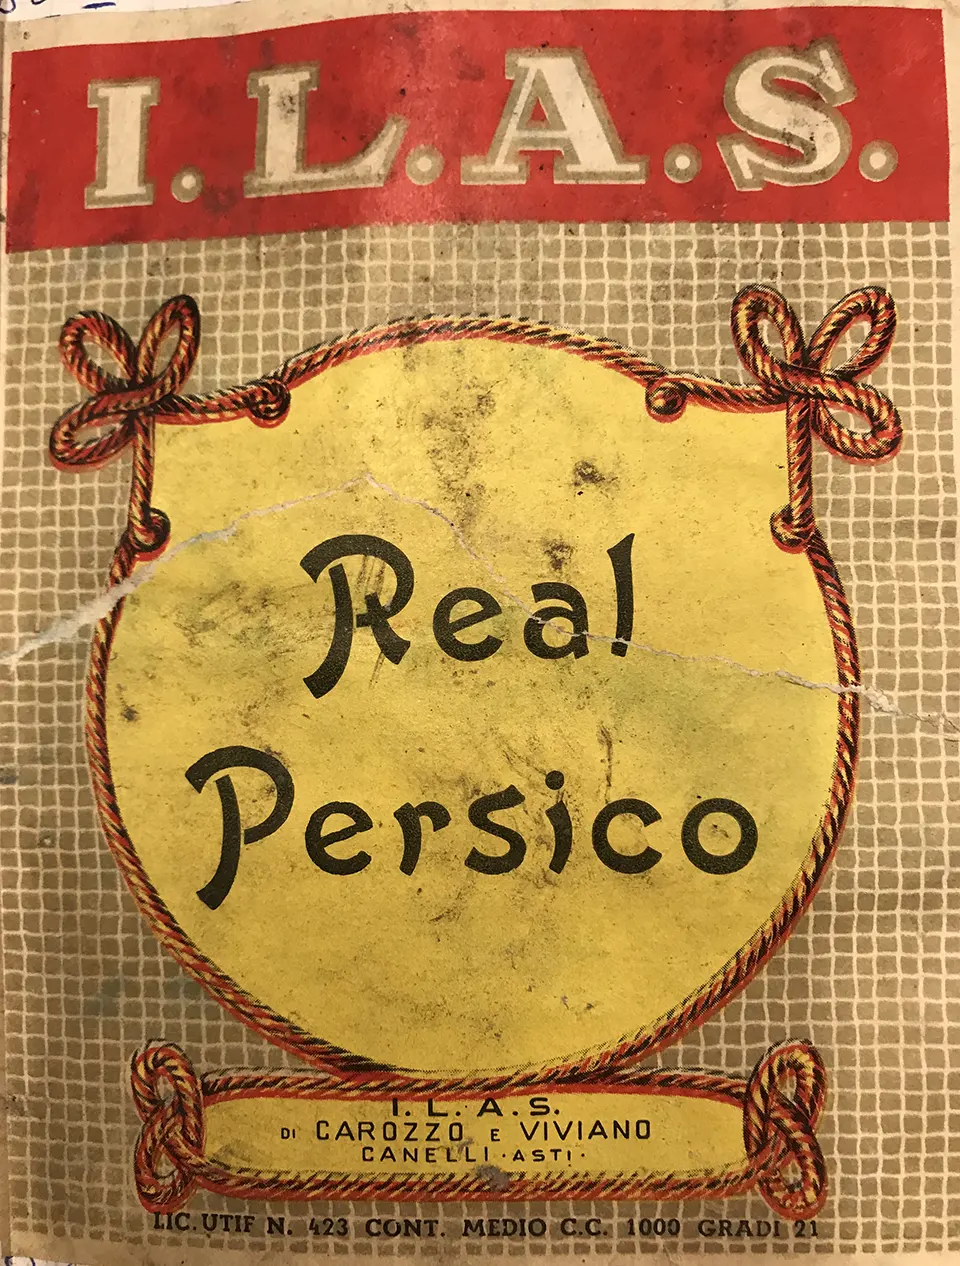 I.L.A.S.
Real
Persico
I.L.A.S.
DI CAROZZO E VIVIANO
CANELLI · ASTI ·
LIC. UTIF N. 423 CONT. MEDIO C.C. 1000 GRADI 21